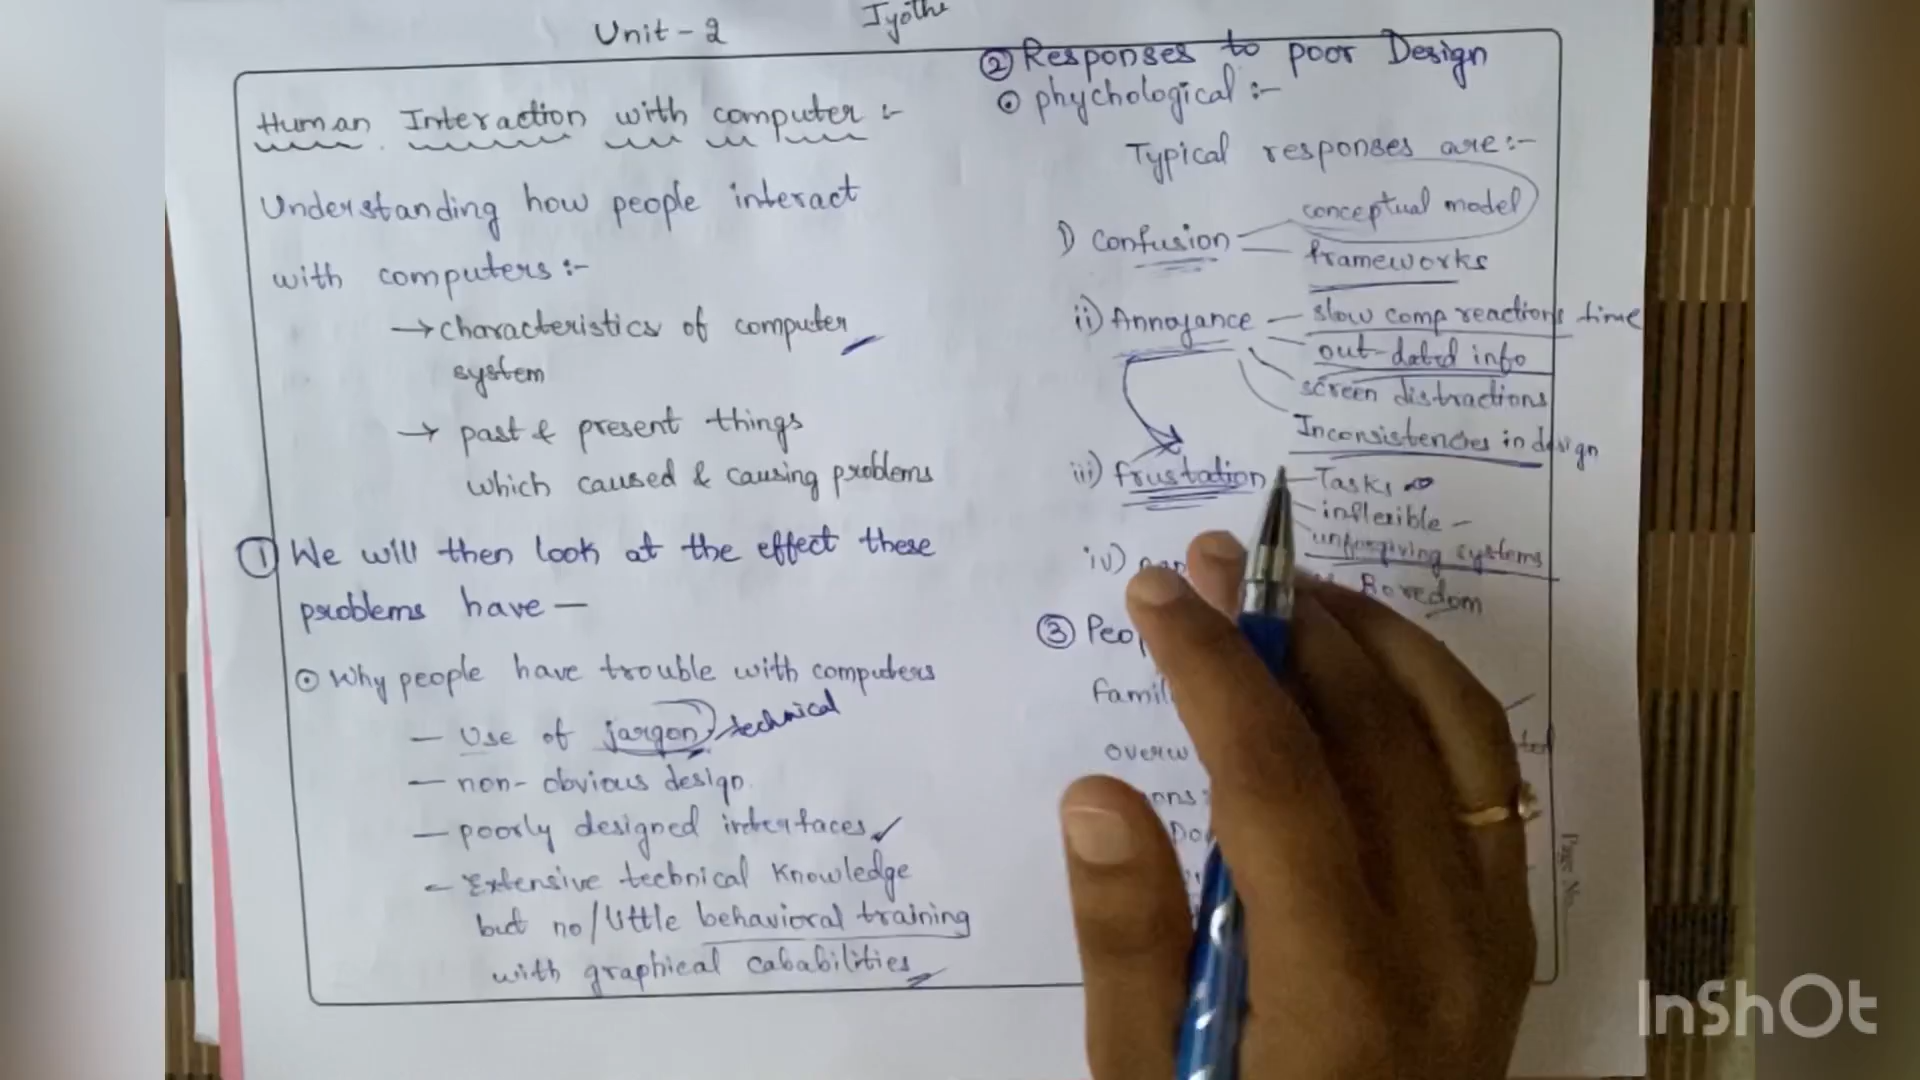 Unit - 2
Jyothi
Human Interaction with computer :-
Understanding how people interact
with computers :-
→ characteristics of computer
system
→ past & present things
which caused & causing problems
① We will then look at the effect these
problems have —
⊙ Why people have trouble with computers
— Use of jargon technical
— non-obvious design
— poorly designed interfaces ✓
— Extensive technical knowledge
but no/little behavioral training
with graphical cababilities
② Responses to poor Design
⊙ phychological :-
Typical responses are :-
i) Confusion — conceptual model
— frameworks
ii) Annoyance — slow comp reactions time
out-dated info
screen distractions
Inconsistencies in design
iii) frustation — Tasks
— inflexible —
unforgiving systems
iv)
Boredom
③
Page No
InShOt